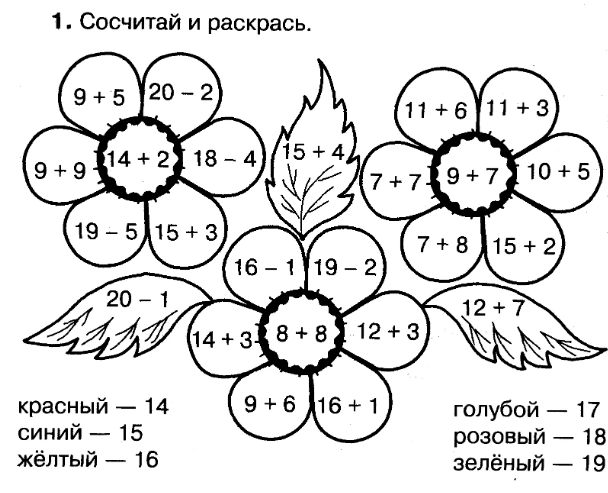 1. Сосчитай и раскрась.
9 + 5
20 – 2
9 + 9
14 + 2
18 – 4
19 – 5
15 + 3
15 + 4
11 + 6
11 + 3
7 + 7
9 + 7
10 + 5
7 + 8
15 + 2
20 – 1
16 – 1
19 – 2
14 + 3
8 + 8
12 + 3
9 + 6
16 + 1
12 + 7
красный — 14
синий — 15
жёлтый — 16
голубой — 17
розовый — 18
зелёный — 19